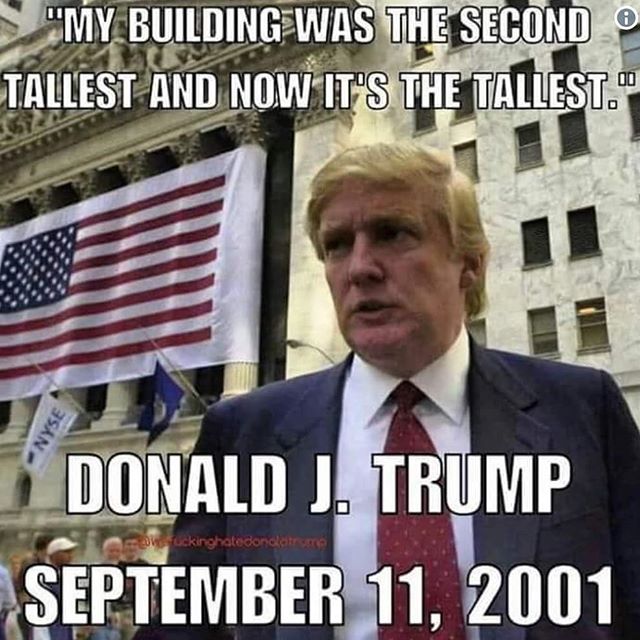 "MY BUILDING WAS THE SECOND
TALLEST AND NOW IT'S THE TALLEST."
NYSE
DONALD J. TRUMP
SEPTEMBER 11, 2001